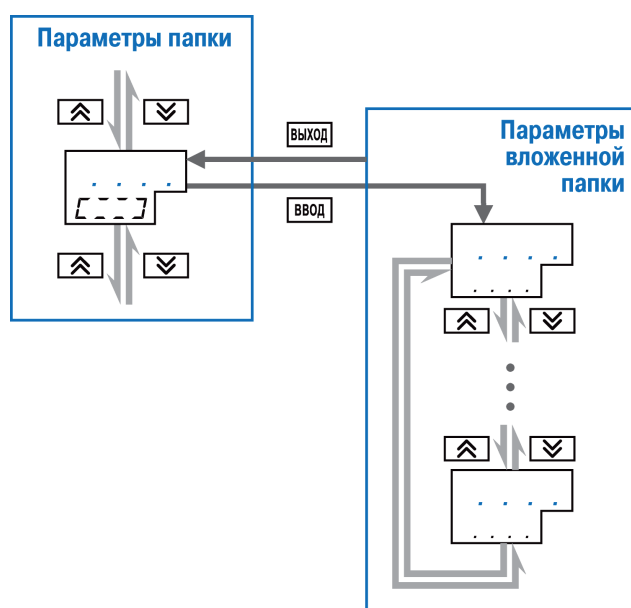 Параметры папки
ВЫХОД
ВВОД
Параметры
вложенной
папки